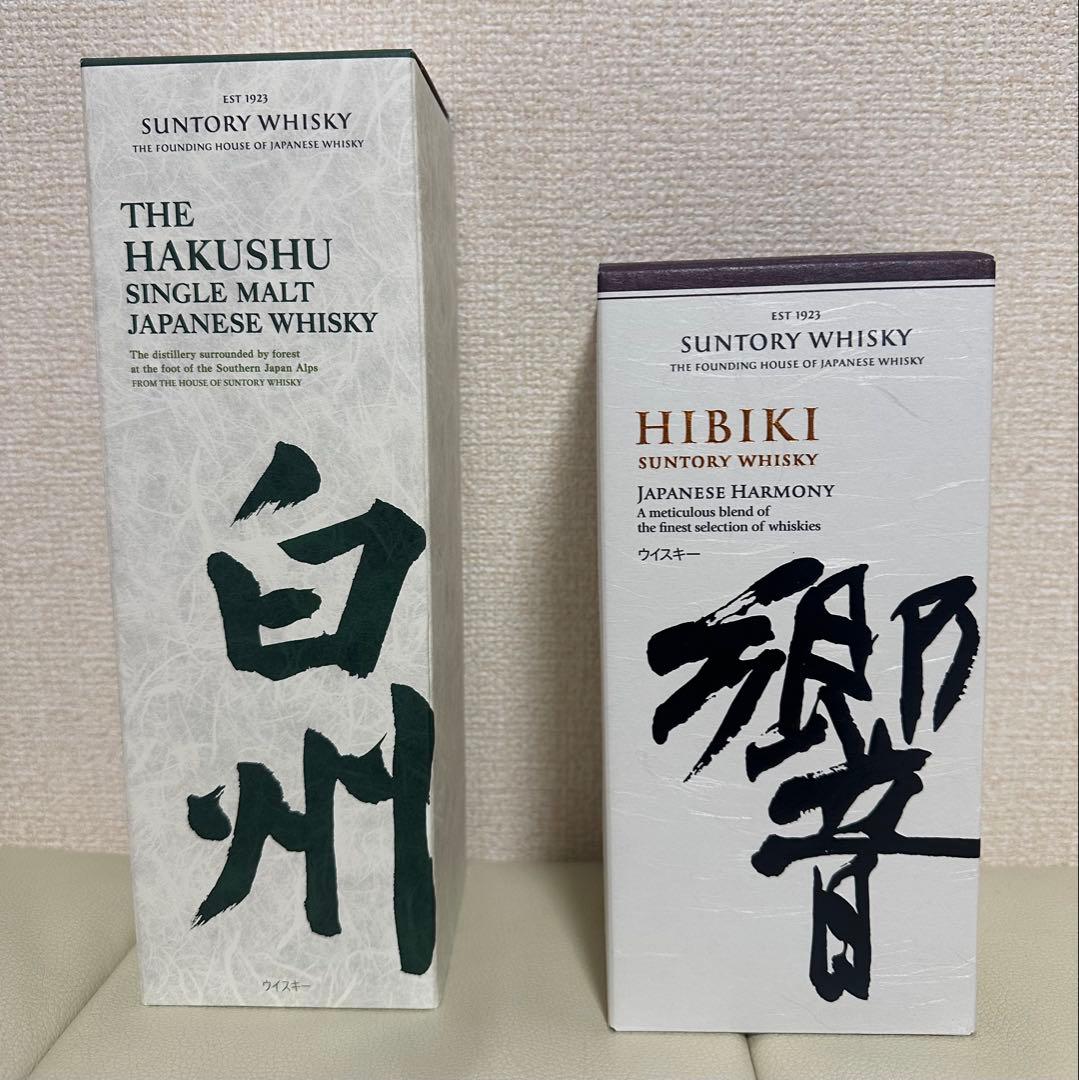 EST 1923
SUNTORY WHISKY
THE FOUNDING HOUSE OF JAPANESE WHISKY
THE
HAKUSHU
SINGLE MALT
JAPANESE WHISKY
The distillery surrounded by forest
at the foot of the Southern Japan Alps
FROM THE HOUSE OF SUNTORY WHISKY
白州
ウイスキー
EST 1923
SUNTORY WHISKY
THE FOUNDING HOUSE OF JAPANESE WHISKY
HIBIKI
SUNTORY WHISKY
JAPANESE HARMONY
A meticulous blend of
the finest selection of whiskies
ウイスキー
響